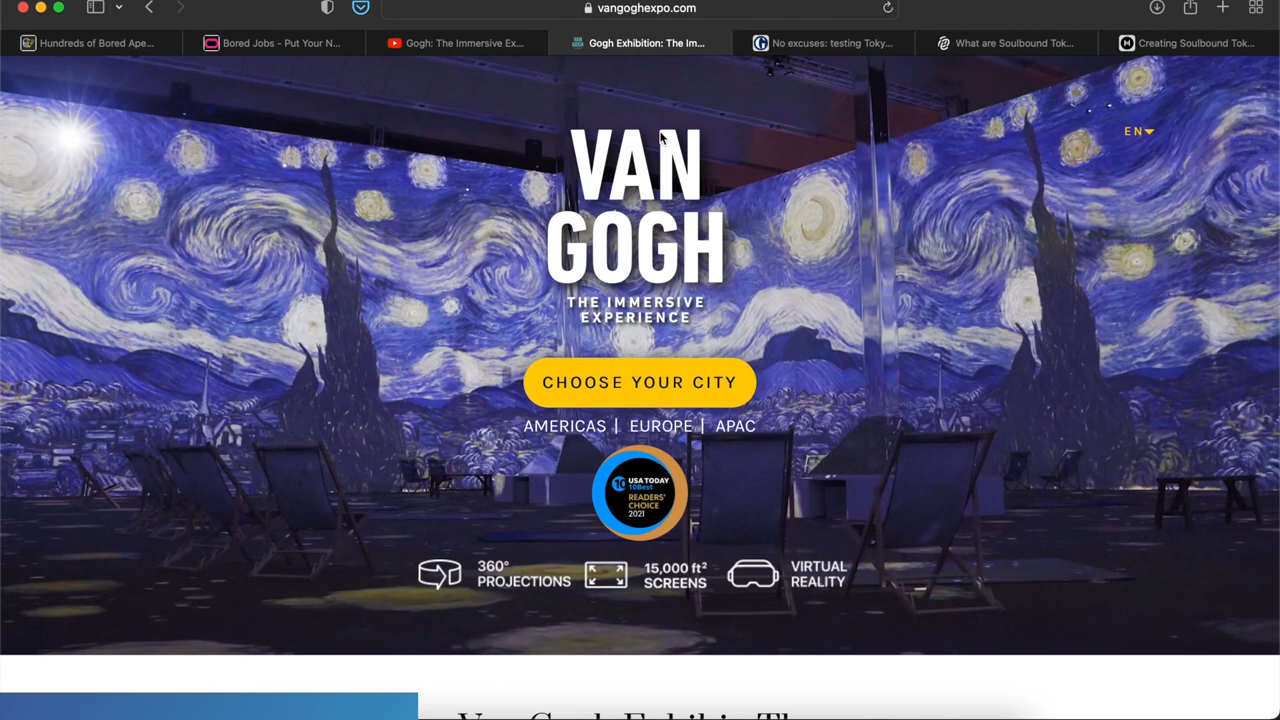 vangoghexpo.com
Hundreds of Bored Ape...
Bored Jobs - Put Your N...
Gogh: The Immersive Ex...
Gogh Exhibition: The Im...
No excuses: testing Toky...
What are Soulbound Tok...
Creating Soulbound Tok...
EN
VAN
GOGH
THE IMMERSIVE
EXPERIENCE
CHOOSE YOUR CITY
AMERICAS | EUROPE | APAC
10 USA TODAY
10Best
READERS'
CHOICE
2021
360°
PROJECTIONS
15,000 ft²
SCREENS
VIRTUAL
REALITY